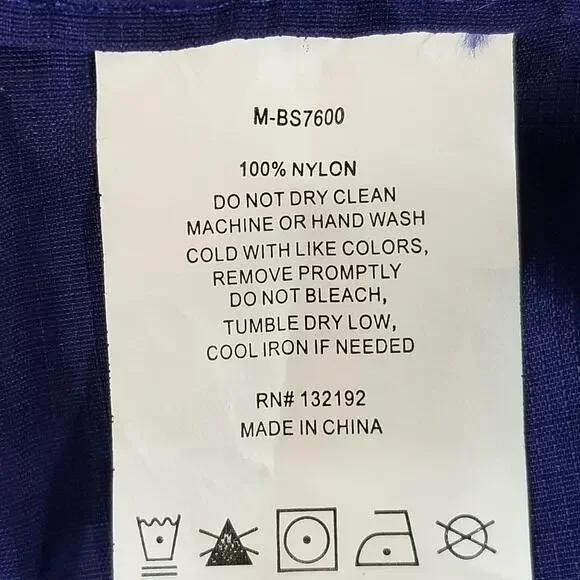 M-BS7600
100% NYLON
DO NOT DRY CLEAN
MACHINE OR HAND WASH
COLD WITH LIKE COLORS,
REMOVE PROMPTLY
DO NOT BLEACH,
TUMBLE DRY LOW,
COOL IRON IF NEEDED
RN# 132192
MADE IN CHINA